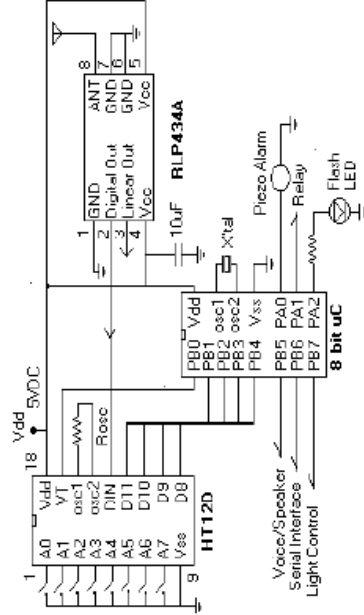 Vdd
5VDC
18
1
9
A0 Vdd
A1 VT
A2 osc1
A3 osc2
A4 DIN
A5 D11
A6 D10
A7 D9
Vss D8
HT12D
Rosc
1 GND ANT 8
2 Digital Out GND 7
3 Linear Out GND 6
4 Vcc Vcc 5
RLP434A
10uF
X'tal
PB0 Vdd
PB1 osc1
PB2 osc2
PB3
PB4 Vss
PB5 PA0
PB6 PA1
PB7 PA2
8 bit uC
Piezo Alarm
Relay
Flash
LED
Voice/Speaker
Serial Interface
Light Control